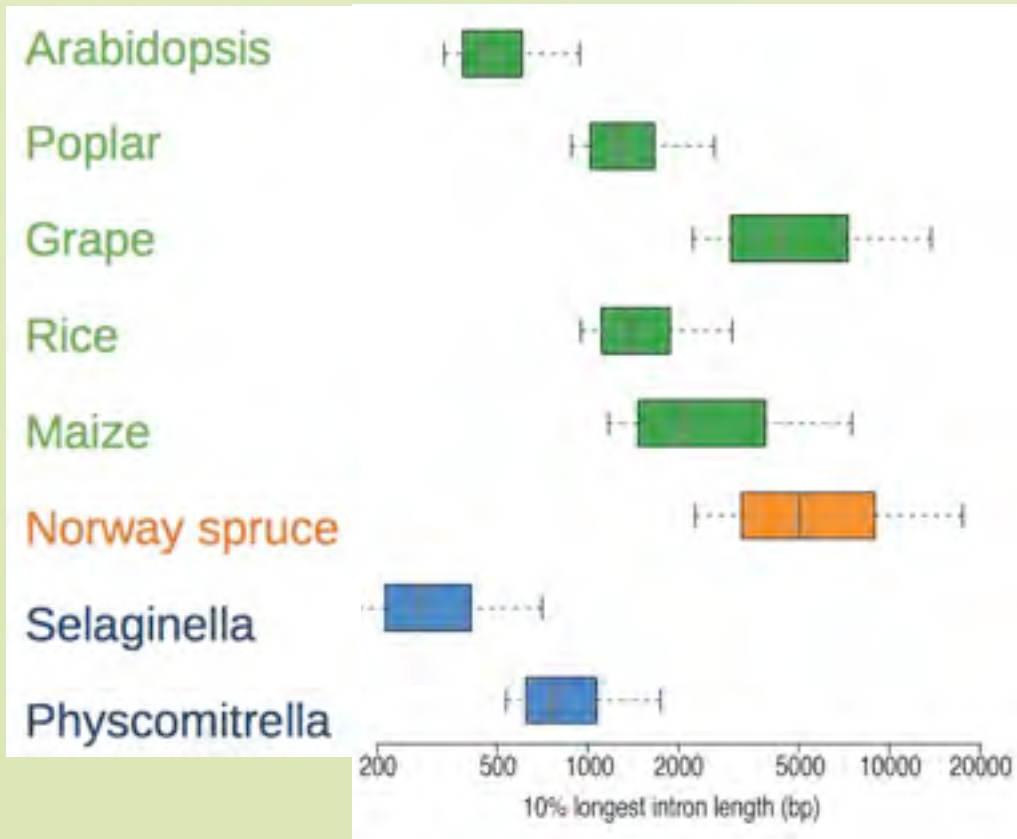 Arabidopsis
Poplar
Grape
Rice
Maize
Norway spruce
Selaginella
Physcomitrella
200 500 1000 2000 5000 10000 20000
10% longest intron length (bp)